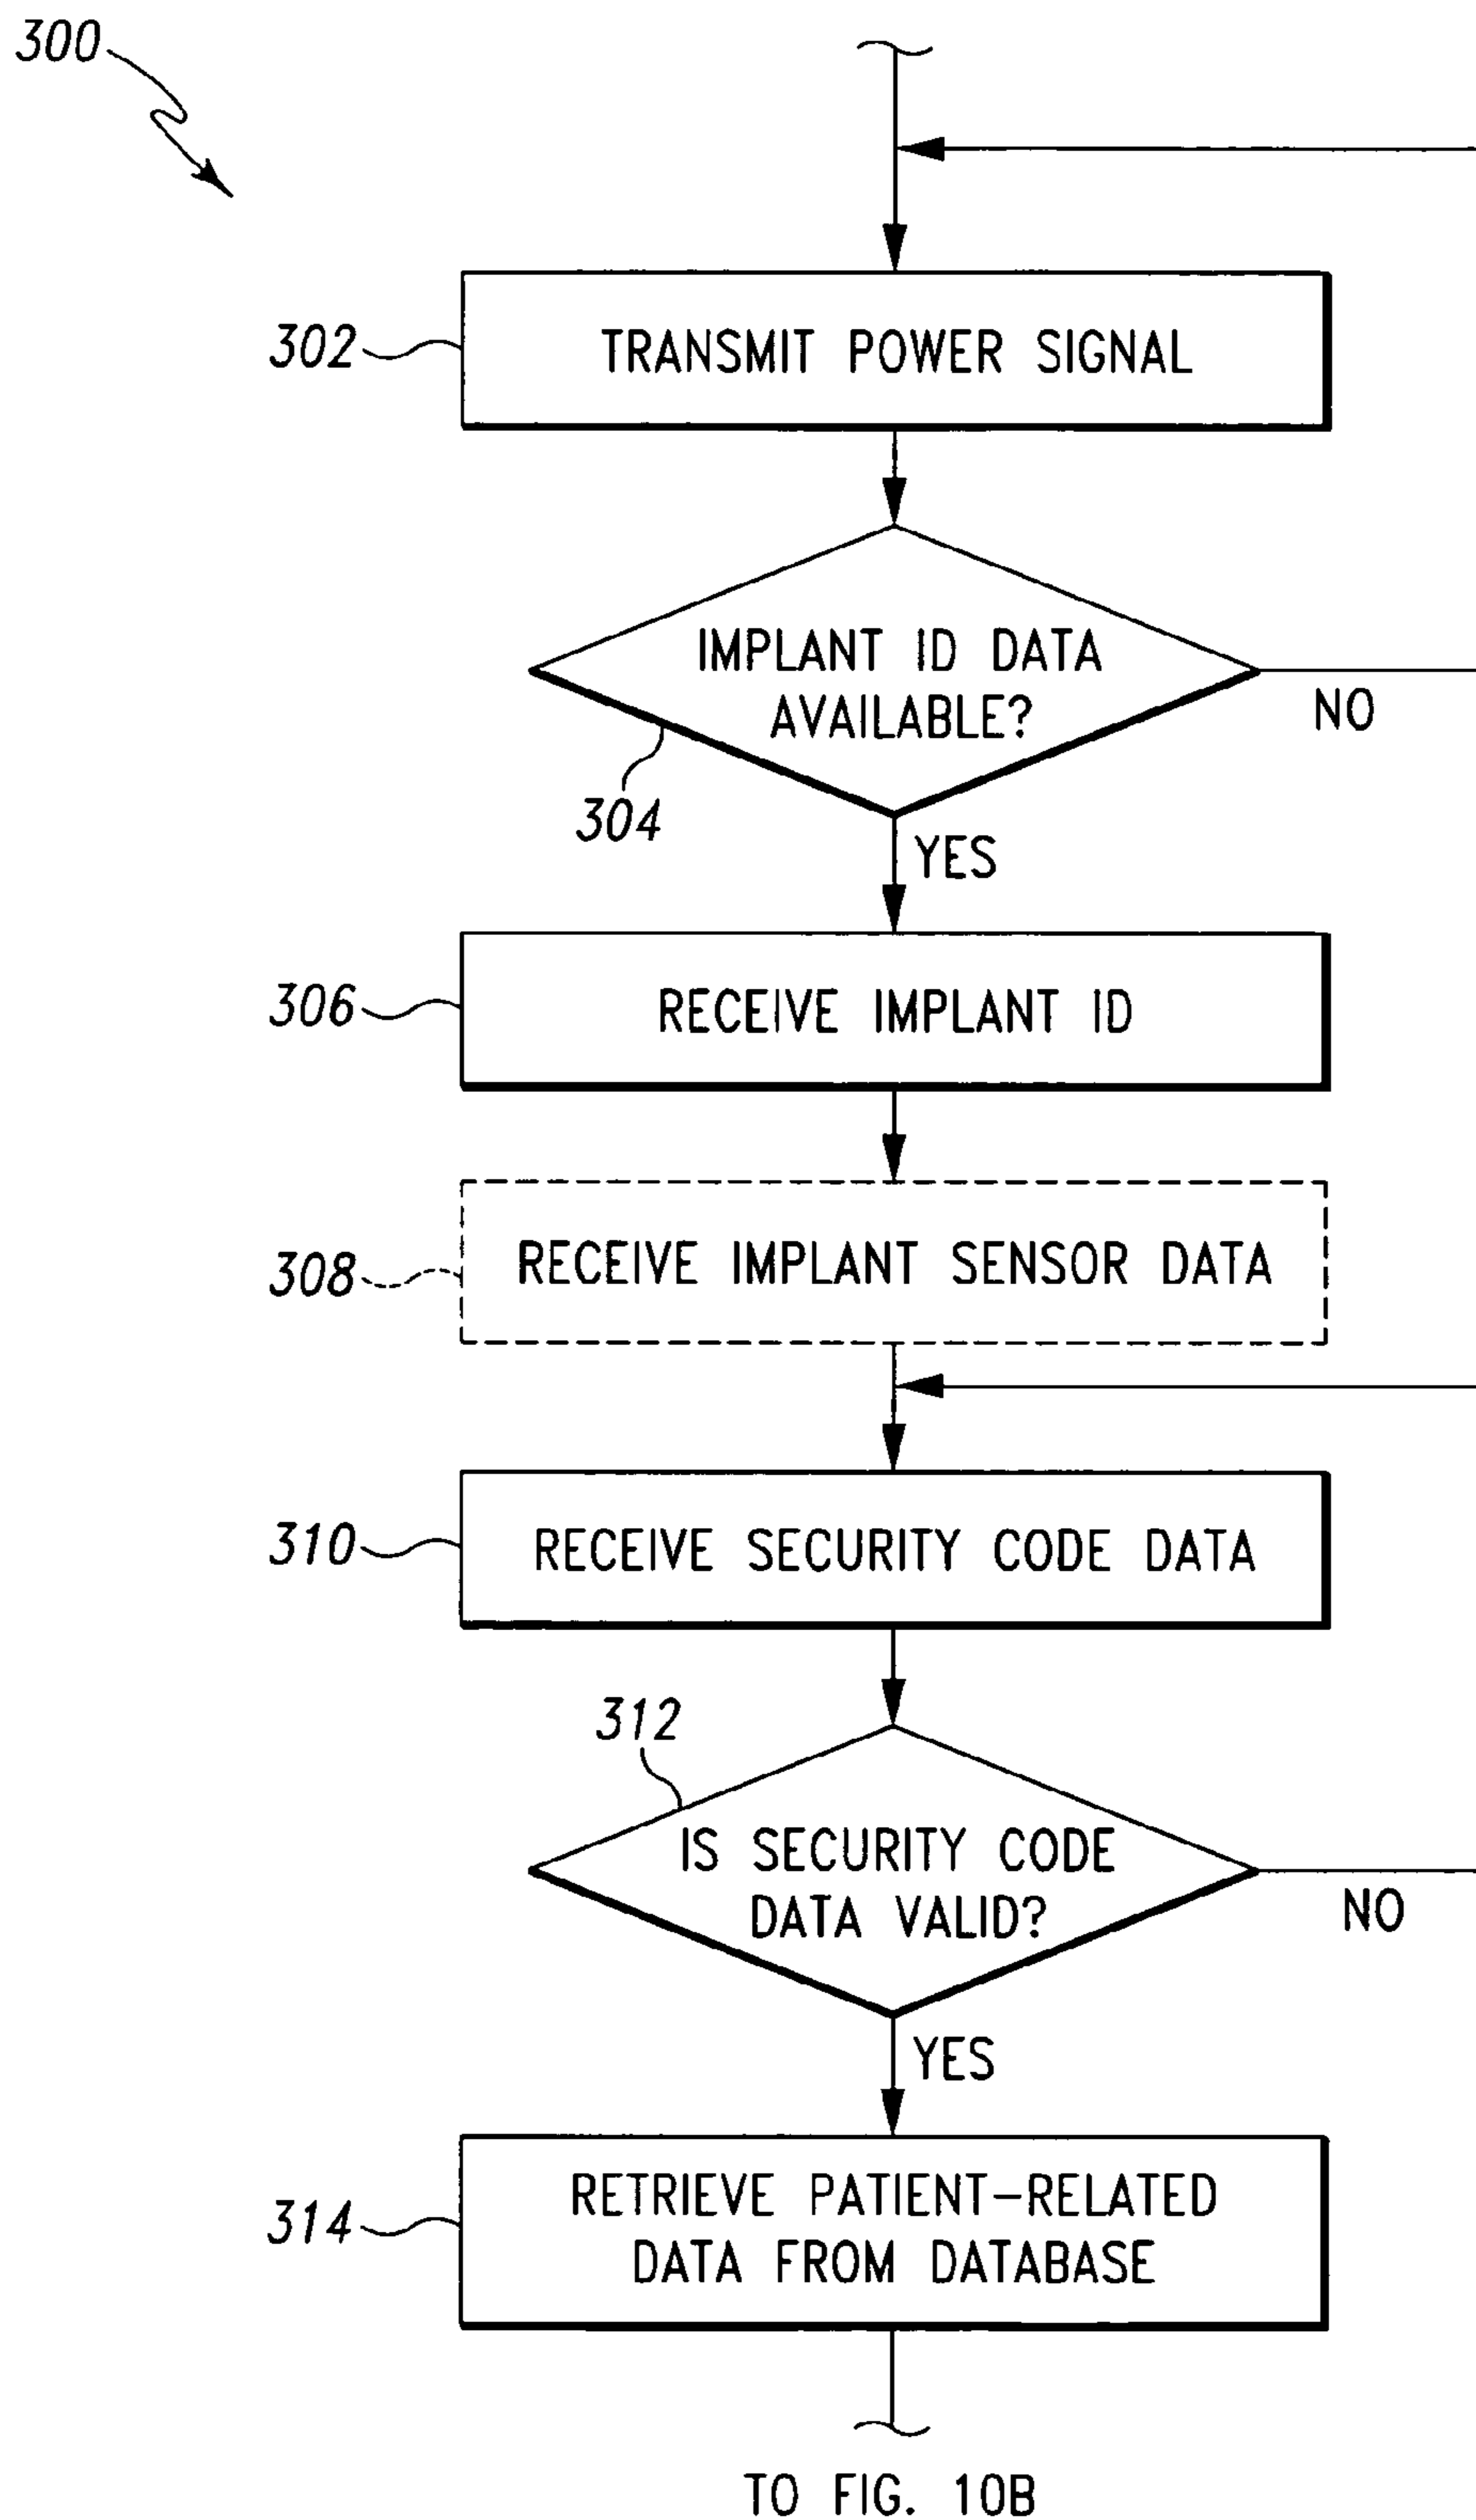 300
302
TRANSMIT POWER SIGNAL
IMPLANT ID DATA
AVAILABLE?
NO
304
YES
306
RECEIVE IMPLANT ID
308
RECEIVE IMPLANT SENSOR DATA
310
RECEIVE SECURITY CODE DATA
312
IS SECURITY CODE
DATA VALID?
NO
YES
314
RETRIEVE PATIENT-RELATED
DATA FROM DATABASE
TO FIG. 10B